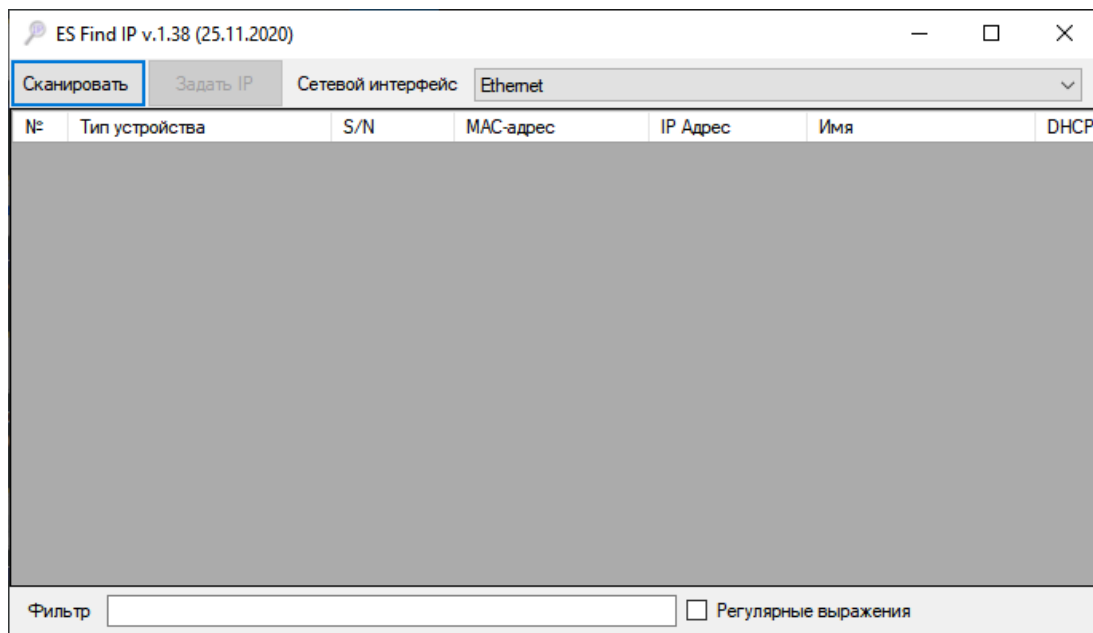 ES Find IP v.1.38 (25.11.2020)
Сканировать Задать IP Сетевой интерфейс Ethernet
№ Тип устройства S/N MAC-адрес IP Адрес Имя DHCP
Фильтр Регулярные выражения